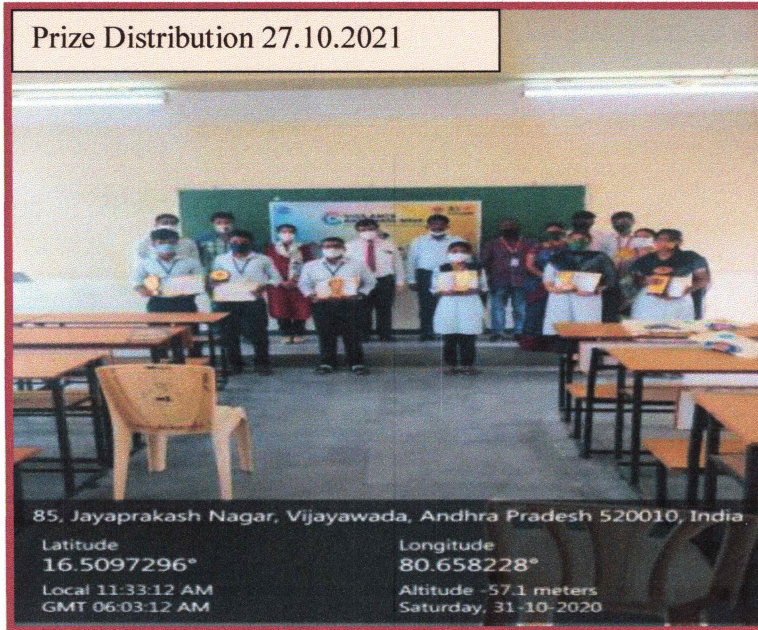 Prize Distribution 27.10.2021
VIGILANCE
85, Jayaprakash Nagar, Vijayawada, Andhra Pradesh 520010, India
Latitude
16.5097296°
Longitude
80.658228°
Local 11:33:12 AM
GMT 06:03:12 AM
Altitude -57.1 meters
Saturday, 31-10-2020